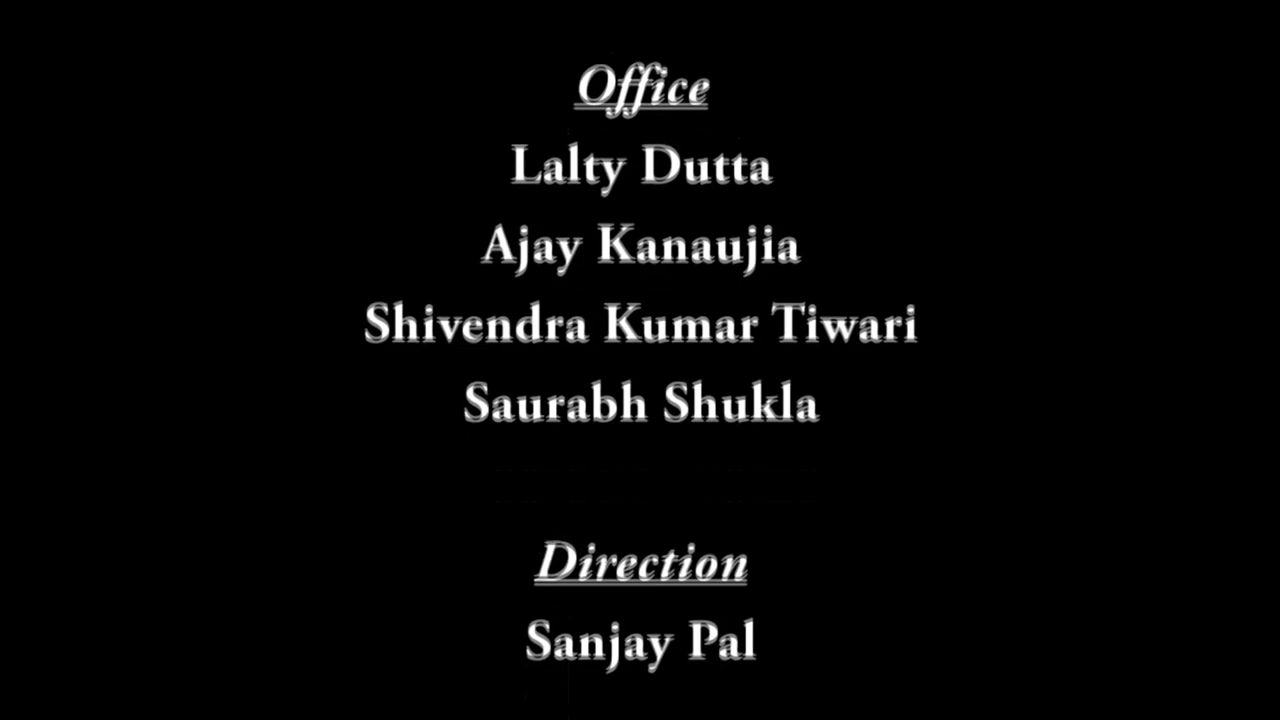 Office
Lalty Dutta
Ajay Kanaujia
Shivendra Kumar Tiwari
Saurabh Shukla
Direction
Sanjay Pal